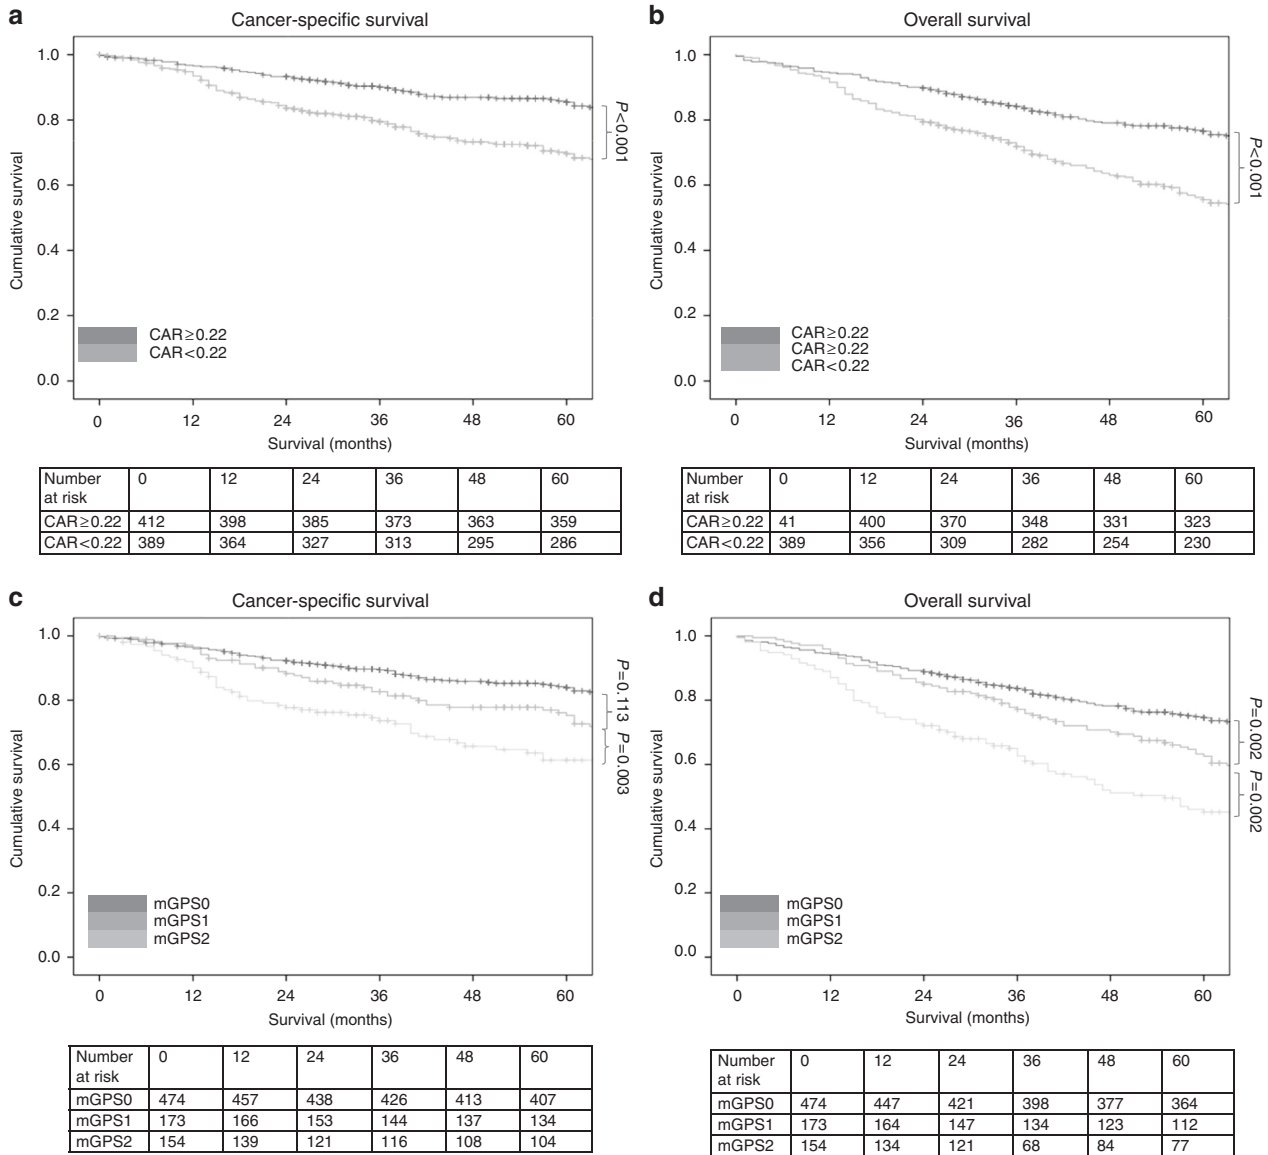 a
Cancer-specific survival
1.0
0.8
0.6
0.4
0.2
0.0
Cumulative survival
P<0.001
CAR≥0.22
CAR<0.22
0 12 24 36 48 60
Survival (months)
Number at risk 0 12 24 36 48 60
CAR≥0.22 412 398 385 373 363 359
CAR<0.22 389 364 327 313 295 286
b
Overall survival
1.0
0.8
0.6
0.4
0.2
0.0
Cumulative survival
P<0.001
CAR≥0.22
CAR≥0.22
CAR<0.22
0 12 24 36 48 60
Survival (months)
Number at risk 0 12 24 36 48 60
CAR≥0.22 41 400 370 348 331 323
CAR<0.22 389 356 309 282 254 230
c
Cancer-specific survival
1.0
0.8
0.6
0.4
0.2
0.0
Cumulative survival
P=0.113
P=0.003
mGPS0
mGPS1
mGPS2
0 12 24 36 48 60
Survival (months)
Number at risk 0 12 24 36 48 60
mGPS0 474 457 438 426 413 407
mGPS1 173 166 153 144 137 134
mGPS2 154 139 121 116 108 104
d
Overall survival
1.0
0.8
0.6
0.4
0.2
0.0
Cumulative survival
P=0.002
P=0.002
mGPS0
mGPS1
mGPS2
0 12 24 36 48 60
Survival (months)
Number at risk 0 12 24 36 48 60
mGPS0 474 447 421 398 377 364
mGPS1 173 164 147 134 123 112
mGPS2 154 134 121 68 84 77